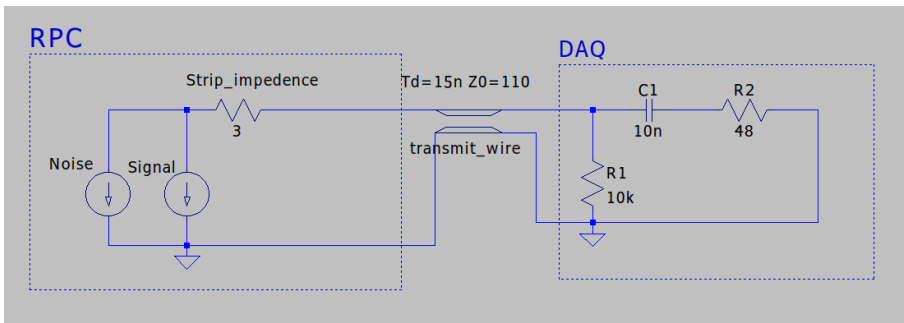 RPC
DAQ
Strip_impedence
3
Td=15n Z0=110
transmit_wire
Noise
Signal
C1
10n
R2
48
R1
10k